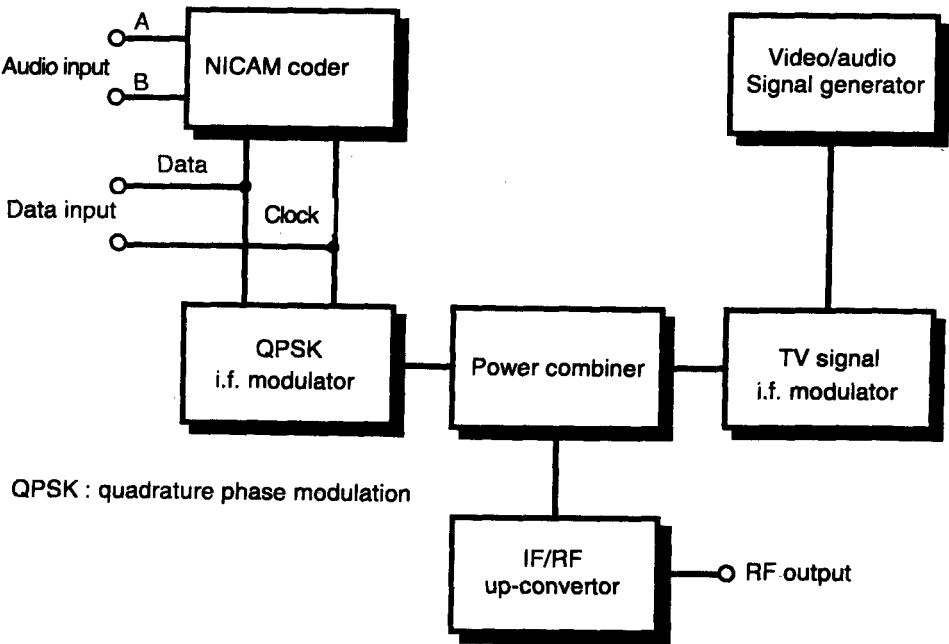 A
Audio input
B
NICAM coder
Video/audio
Signal generator
Data
Data input
Clock
QPSK
i.f. modulator
Power combiner
TV signal
i.f. modulator
QPSK : quadrature phase modulation
IF/RF
up-convertor
RF output